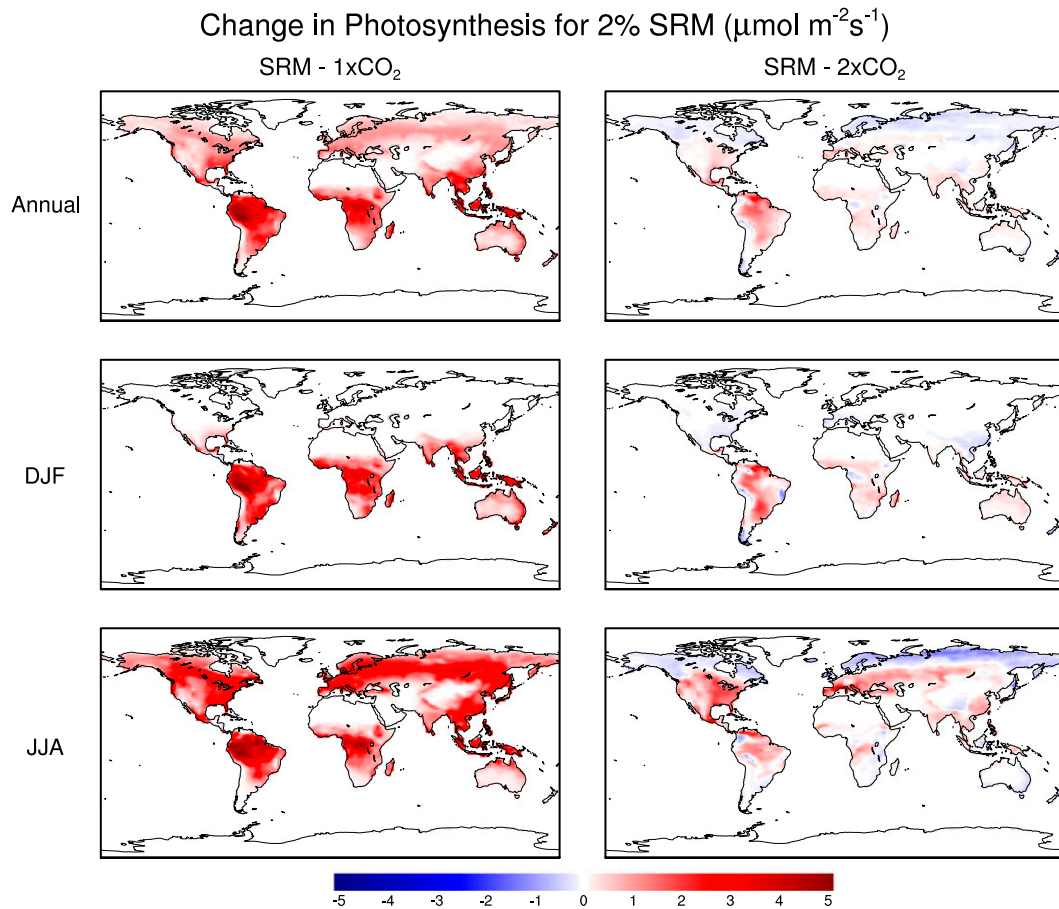 Change in Photosynthesis for 2% SRM (μmol m⁻²s⁻¹)
SRM - 1xCO₂ SRM - 2xCO₂
Annual
DJF
JJA
-5 -4 -3 -2 -1 0 1 2 3 4 5